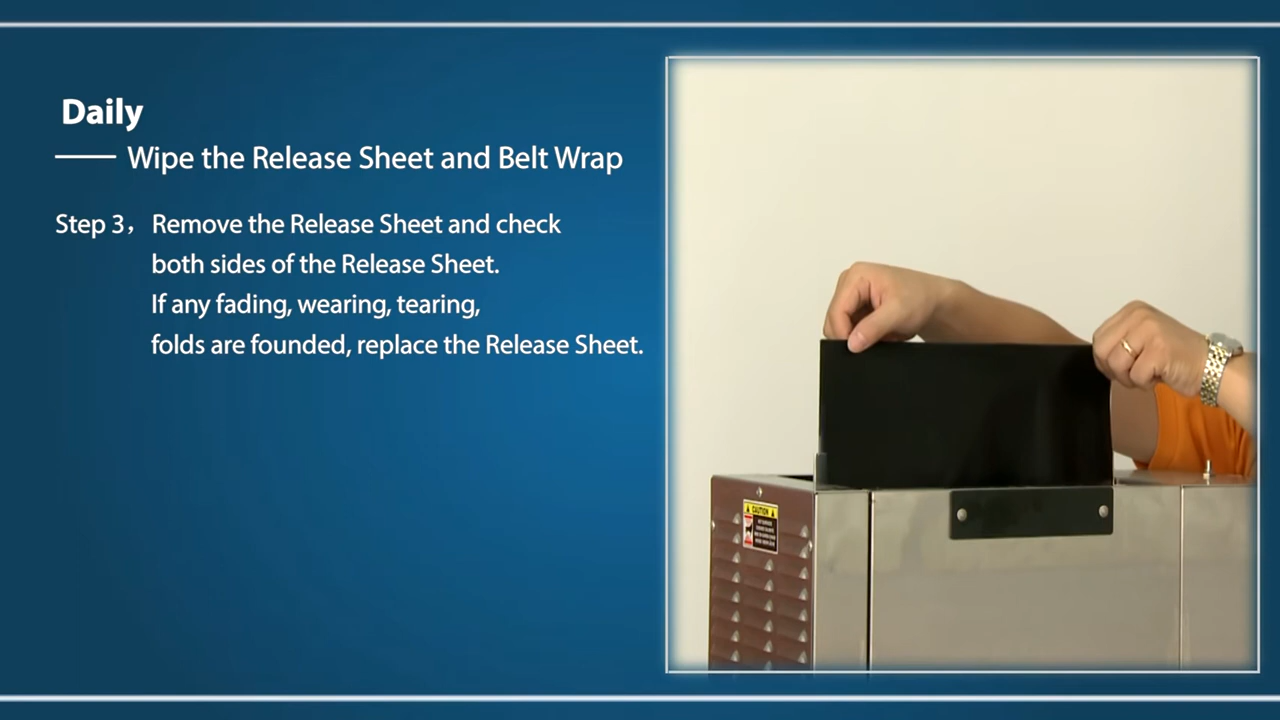 Daily
Wipe the Release Sheet and Belt Wrap
Step 3, Remove the Release Sheet and check
both sides of the Release Sheet.
If any fading, wearing, tearing,
folds are founded, replace the Release Sheet.
CAUTION